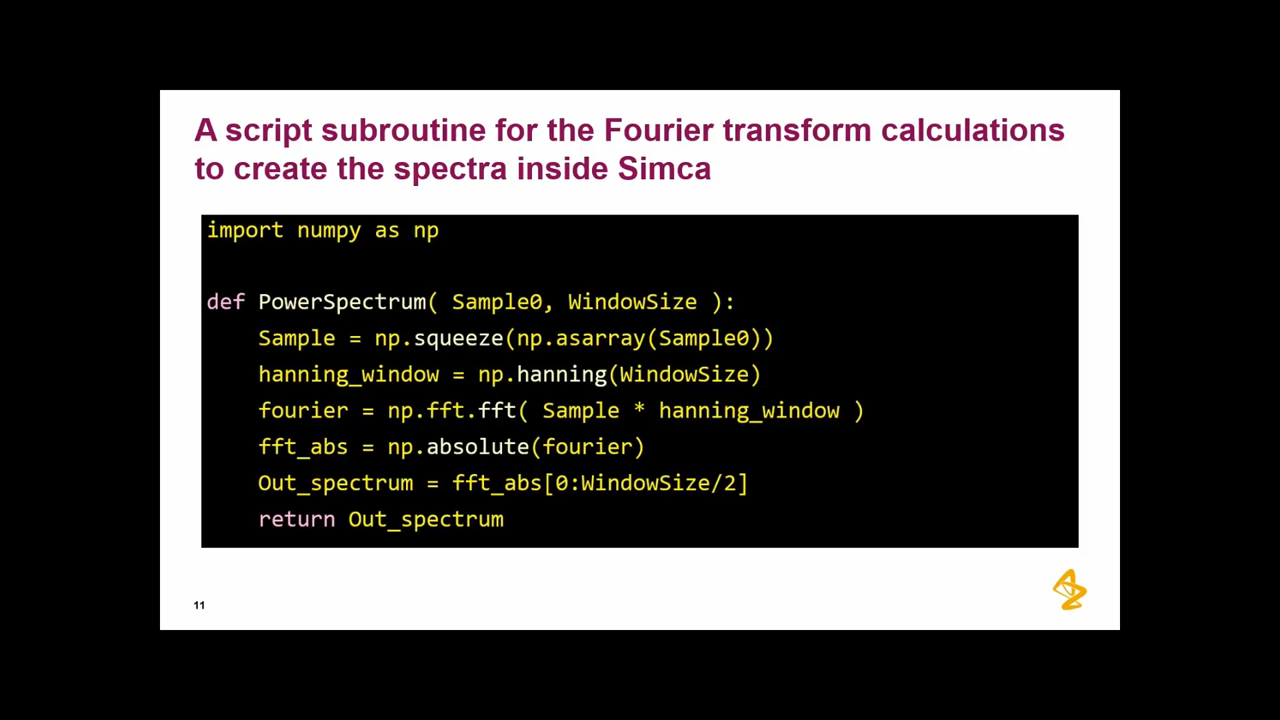 A script subroutine for the Fourier transform calculations
to create the spectra inside Simca
import numpy as np
def PowerSpectrum( Sample0, WindowSize ):
    Sample = np.squeeze(np.asarray(Sample0))
    hanning_window = np.hanning(WindowSize)
    fourier = np.fft.fft( Sample * hanning_window )
    fft_abs = np.absolute(fourier)
    Out_spectrum = fft_abs[0:WindowSize/2]
    return Out_spectrum
11